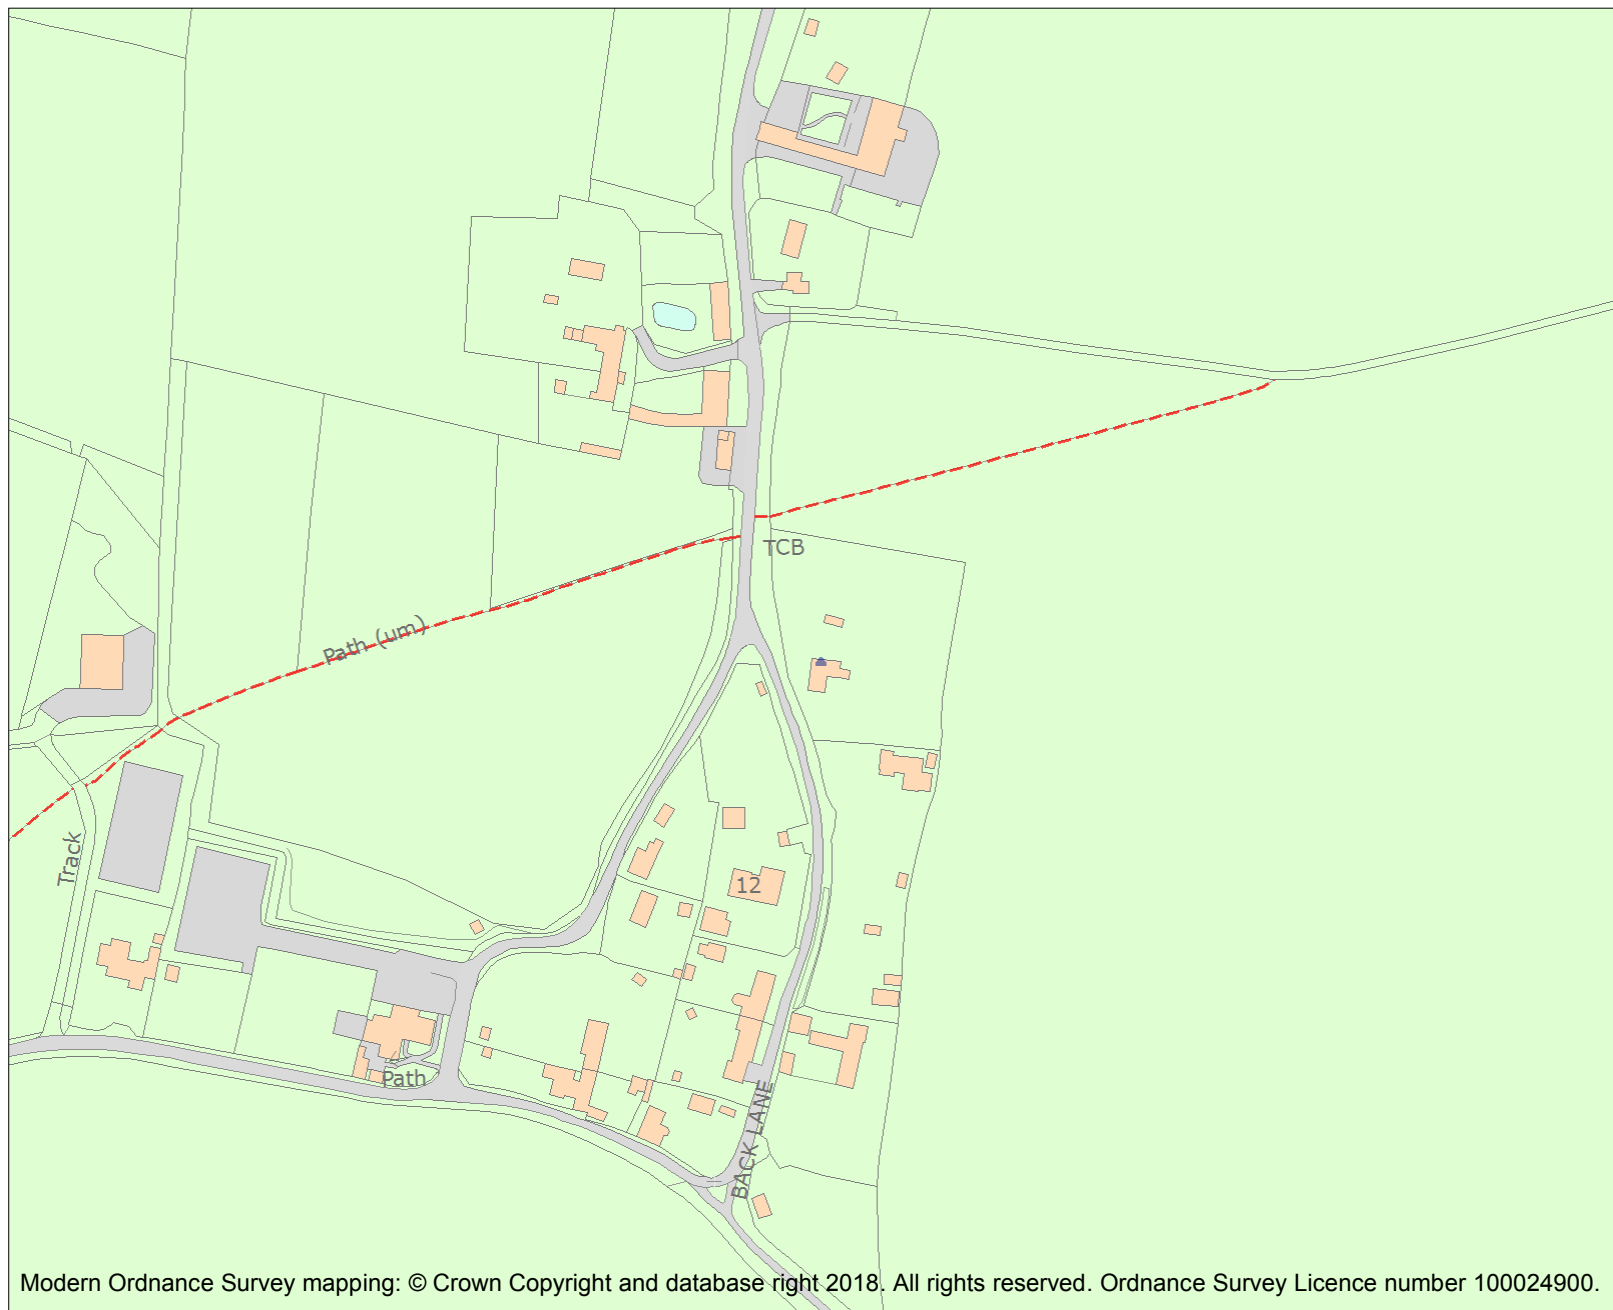 TCB
Path (um)
Track
12
Path
BACK LANE
Modern Ordnance Survey mapping: © Crown Copyright and database right 2018. All rights reserved. Ordnance Survey Licence number 100024900.